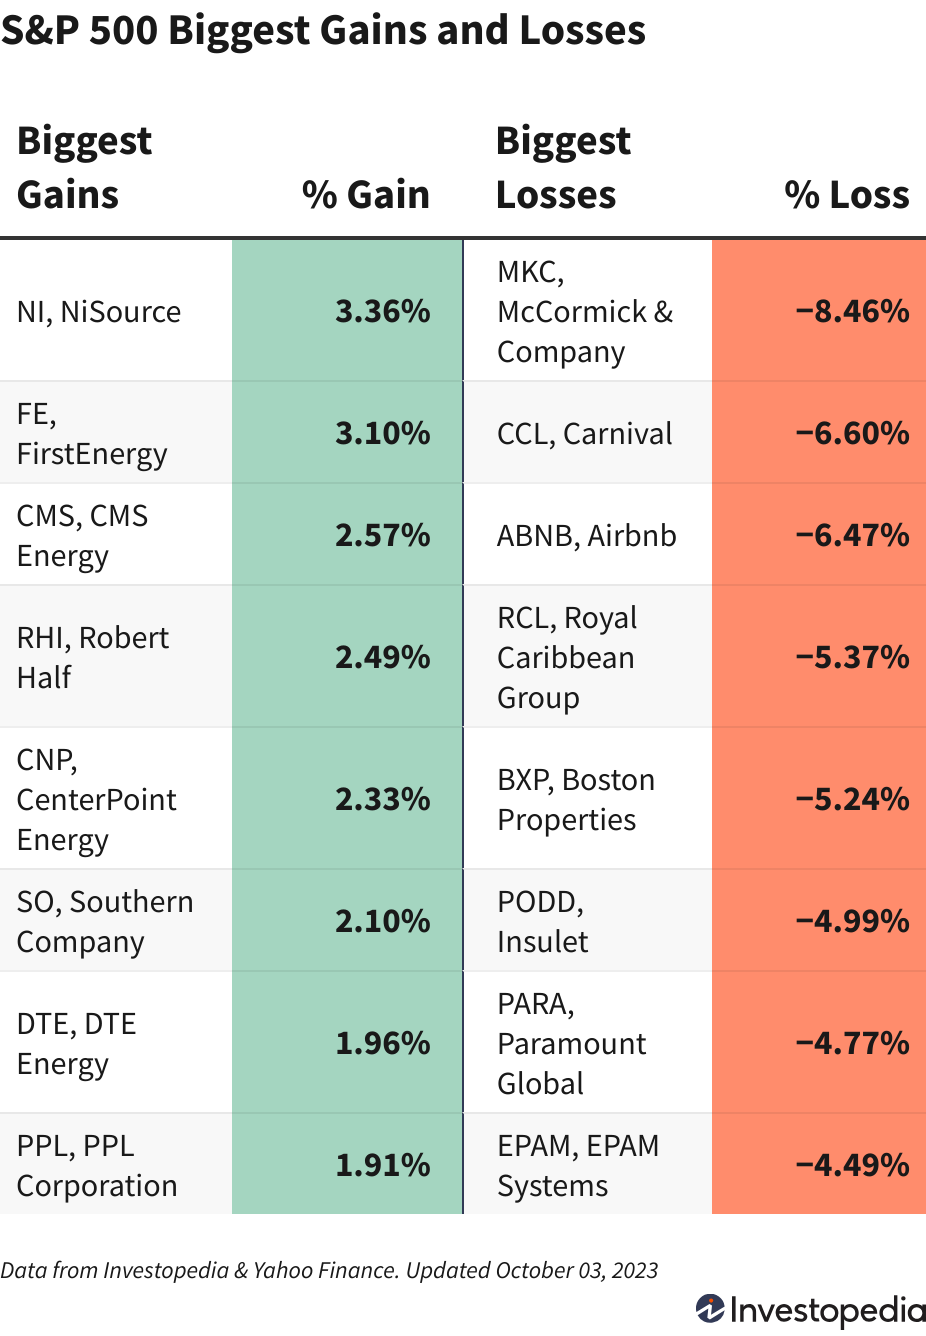 S&P 500 Biggest Gains and Losses
Biggest
Gains
% Gain
Biggest
Losses
% Loss
NI, NiSource
3.36%
MKC,
McCormick &
Company
−8.46%
FE,
FirstEnergy
3.10%
CCL, Carnival
−6.60%
CMS, CMS
Energy
2.57%
ABNB, Airbnb
−6.47%
RHI, Robert
Half
2.49%
RCL, Royal
Caribbean
Group
−5.37%
CNP,
CenterPoint
Energy
2.33%
BXP, Boston
Properties
−5.24%
SO, Southern
Company
2.10%
PODD,
Insulet
−4.99%
DTE, DTE
Energy
1.96%
PARA,
Paramount
Global
−4.77%
PPL, PPL
Corporation
1.91%
EPAM, EPAM
Systems
−4.49%
Data from Investopedia & Yahoo Finance. Updated October 03, 2023
Investopedia